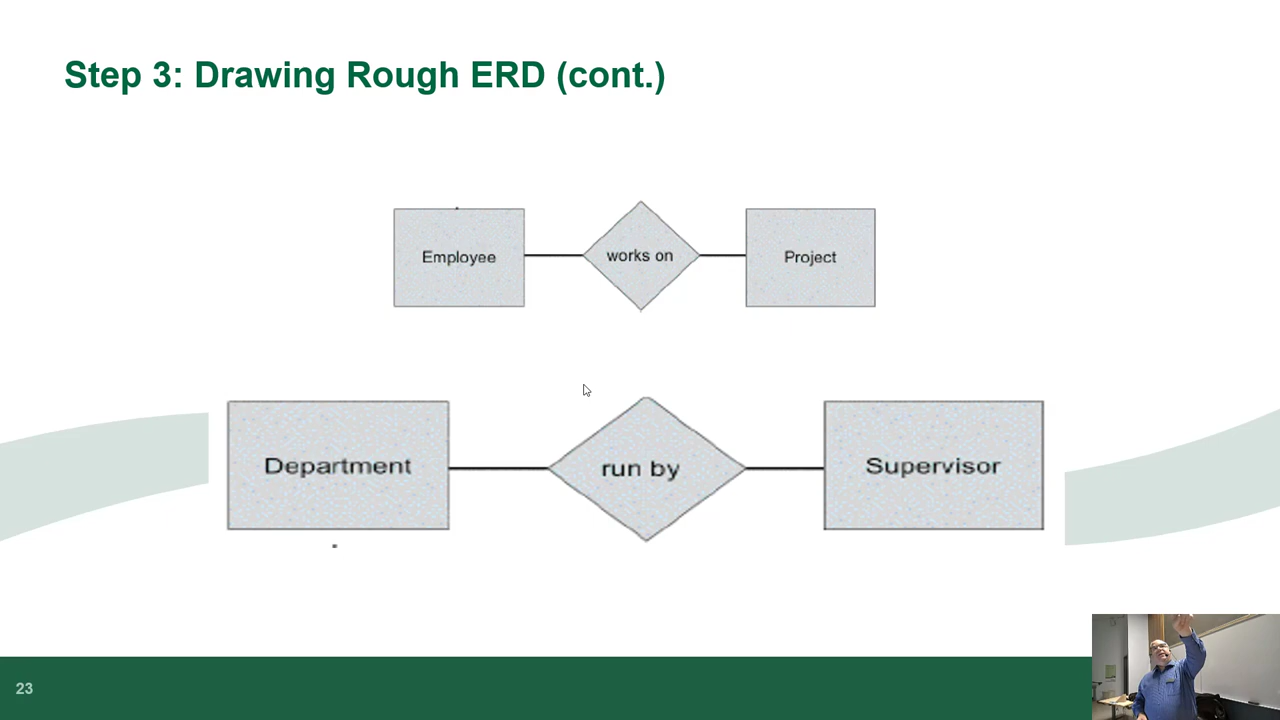 Step 3: Drawing Rough ERD (cont.)
Employee
works on
Project
Department
run by
Supervisor
23